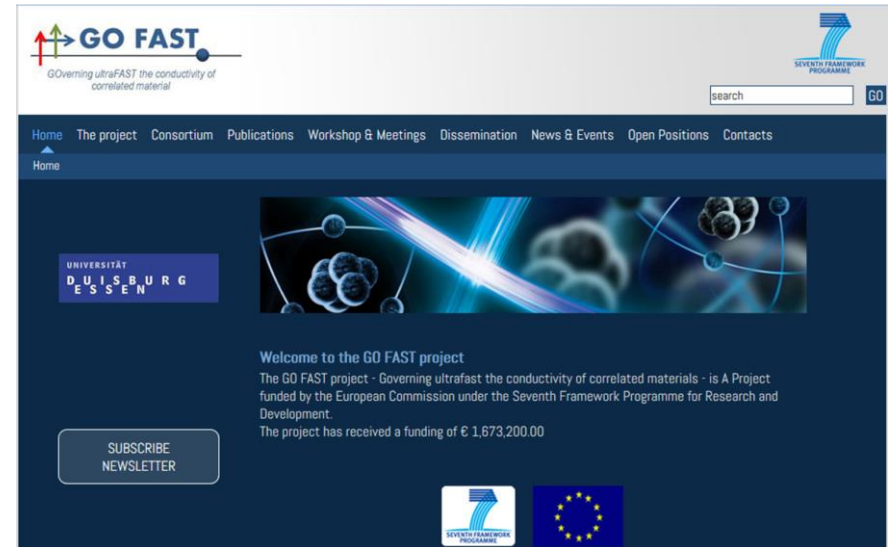 GO FAST
GOverning ultraFAST the conductivity of
correlated material
7
SEVENTH FRAMEWORK
PROGRAMME
search
GO
Home The project Consortium Publications Workshop & Meetings Dissemination News & Events Open Positions Contacts
Home
UNIVERSITÄT
DUISBURG
ESSEN
Welcome to the GO FAST project
The GO FAST project - Governing ultrafast the conductivity of correlated materials - is A Project
funded by the European Commission under the Seventh Framework Programme for Research and
Development.
The project has received a funding of € 1,673,200.00
SUBSCRIBE
NEWSLETTER
7
SEVENTH FRAMEWORK
PROGRAMME